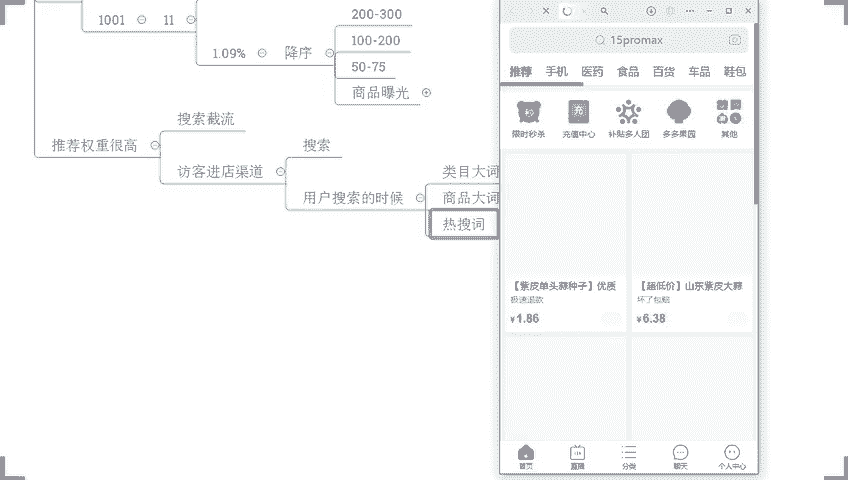 1001
11
1.09%
降序
200-300
100-200
50-75
商品曝光
推荐权重很高
搜索截流
访客进店渠道
搜索
用户搜索的时候
类目大词
商品大词
热搜词
15promax
推荐 手机 医药 食品 百货 车品 鞋包
限时秒杀 充值中心 补贴多人团 多多果园 其他
【紫皮单头蒜种子】优质
极速退款
¥1.86
【超低价】山东紫皮大蒜
坏了包赔
¥6.38
首页 直播 分类 聊天 个人中心